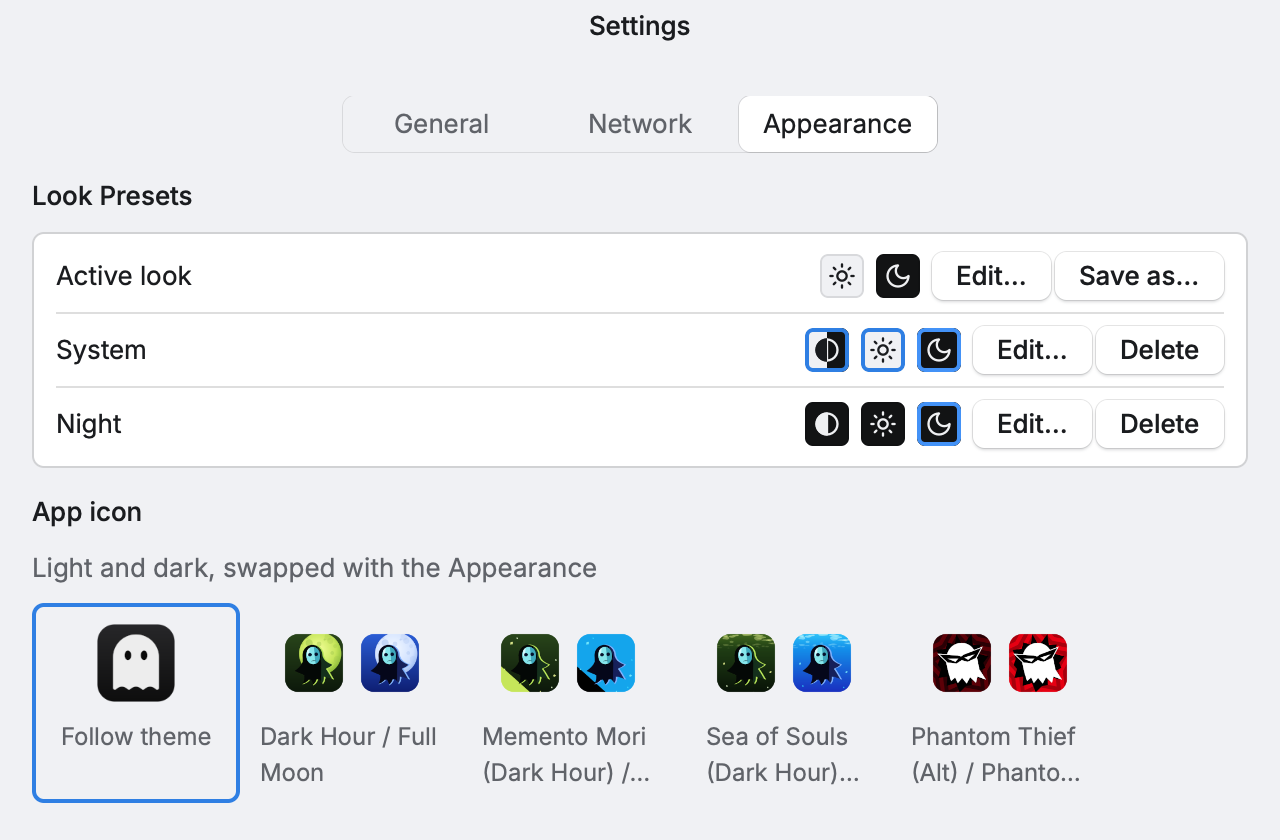 Settings
General
Network
Appearance
Look Presets
Active look
Edit...
Save as...
System
Edit...
Delete
Night
Edit...
Delete
App icon
Light and dark, swapped with the Appearance
Follow theme
Dark Hour / Full
Moon
Memento Mori
(Dark Hour) /...
Sea of Souls
(Dark Hour)...
Phantom Thief
(Alt) / Phanto...